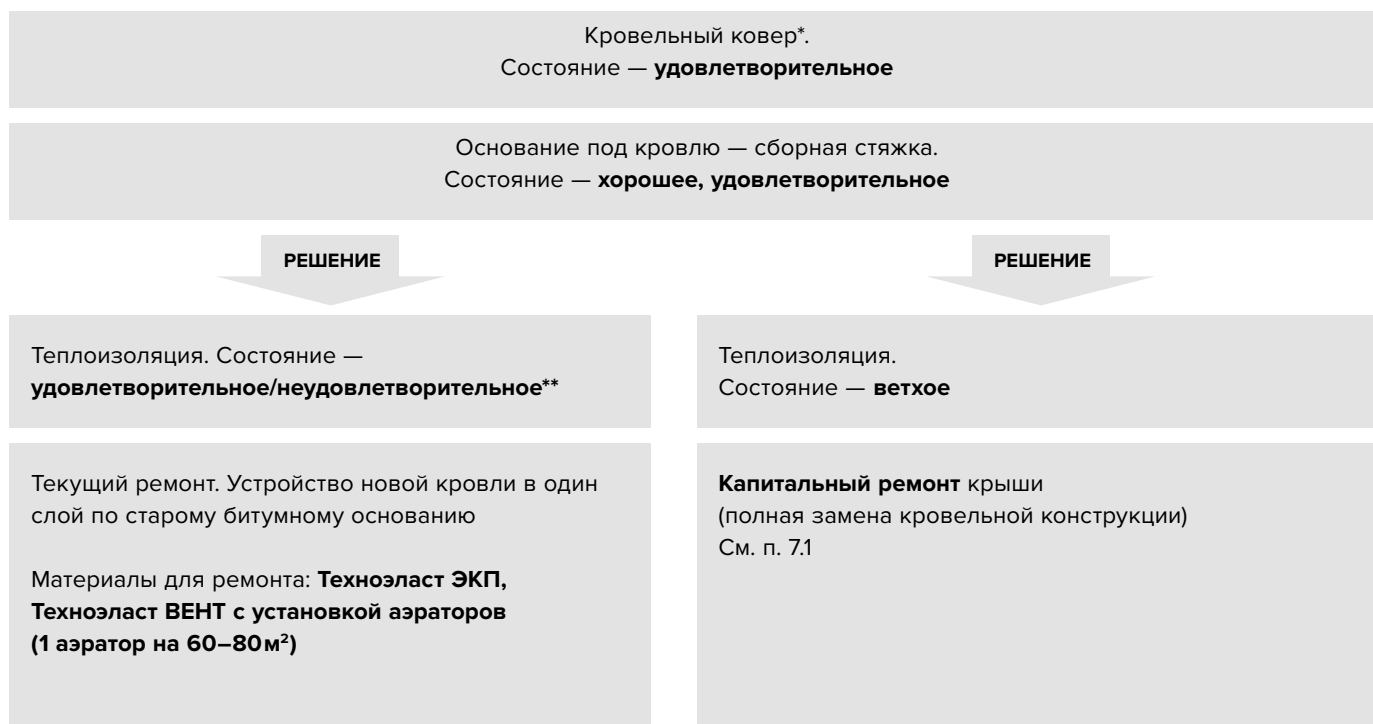 Кровельный ковер*.
Состояние — удовлетворительное
Основание под кровлю — сборная стяжка.
Состояние — хорошее, удовлетворительное
РЕШЕНИЕ
РЕШЕНИЕ
Теплоизоляция. Состояние —
удовлетворительное/неудовлетворительное**
Теплоизоляция.
Состояние — ветхое
Текущий ремонт. Устройство новой кровли в один
слой по старому битумному основанию
Материалы для ремонта: Техноэласт ЭКП,
Техноэласт ВЕНТ с установкой аэраторов
(1 аэратор на 60–80 м²)
Капитальный ремонт крыши
(полная замена кровельной конструкции)
См. п. 7.1